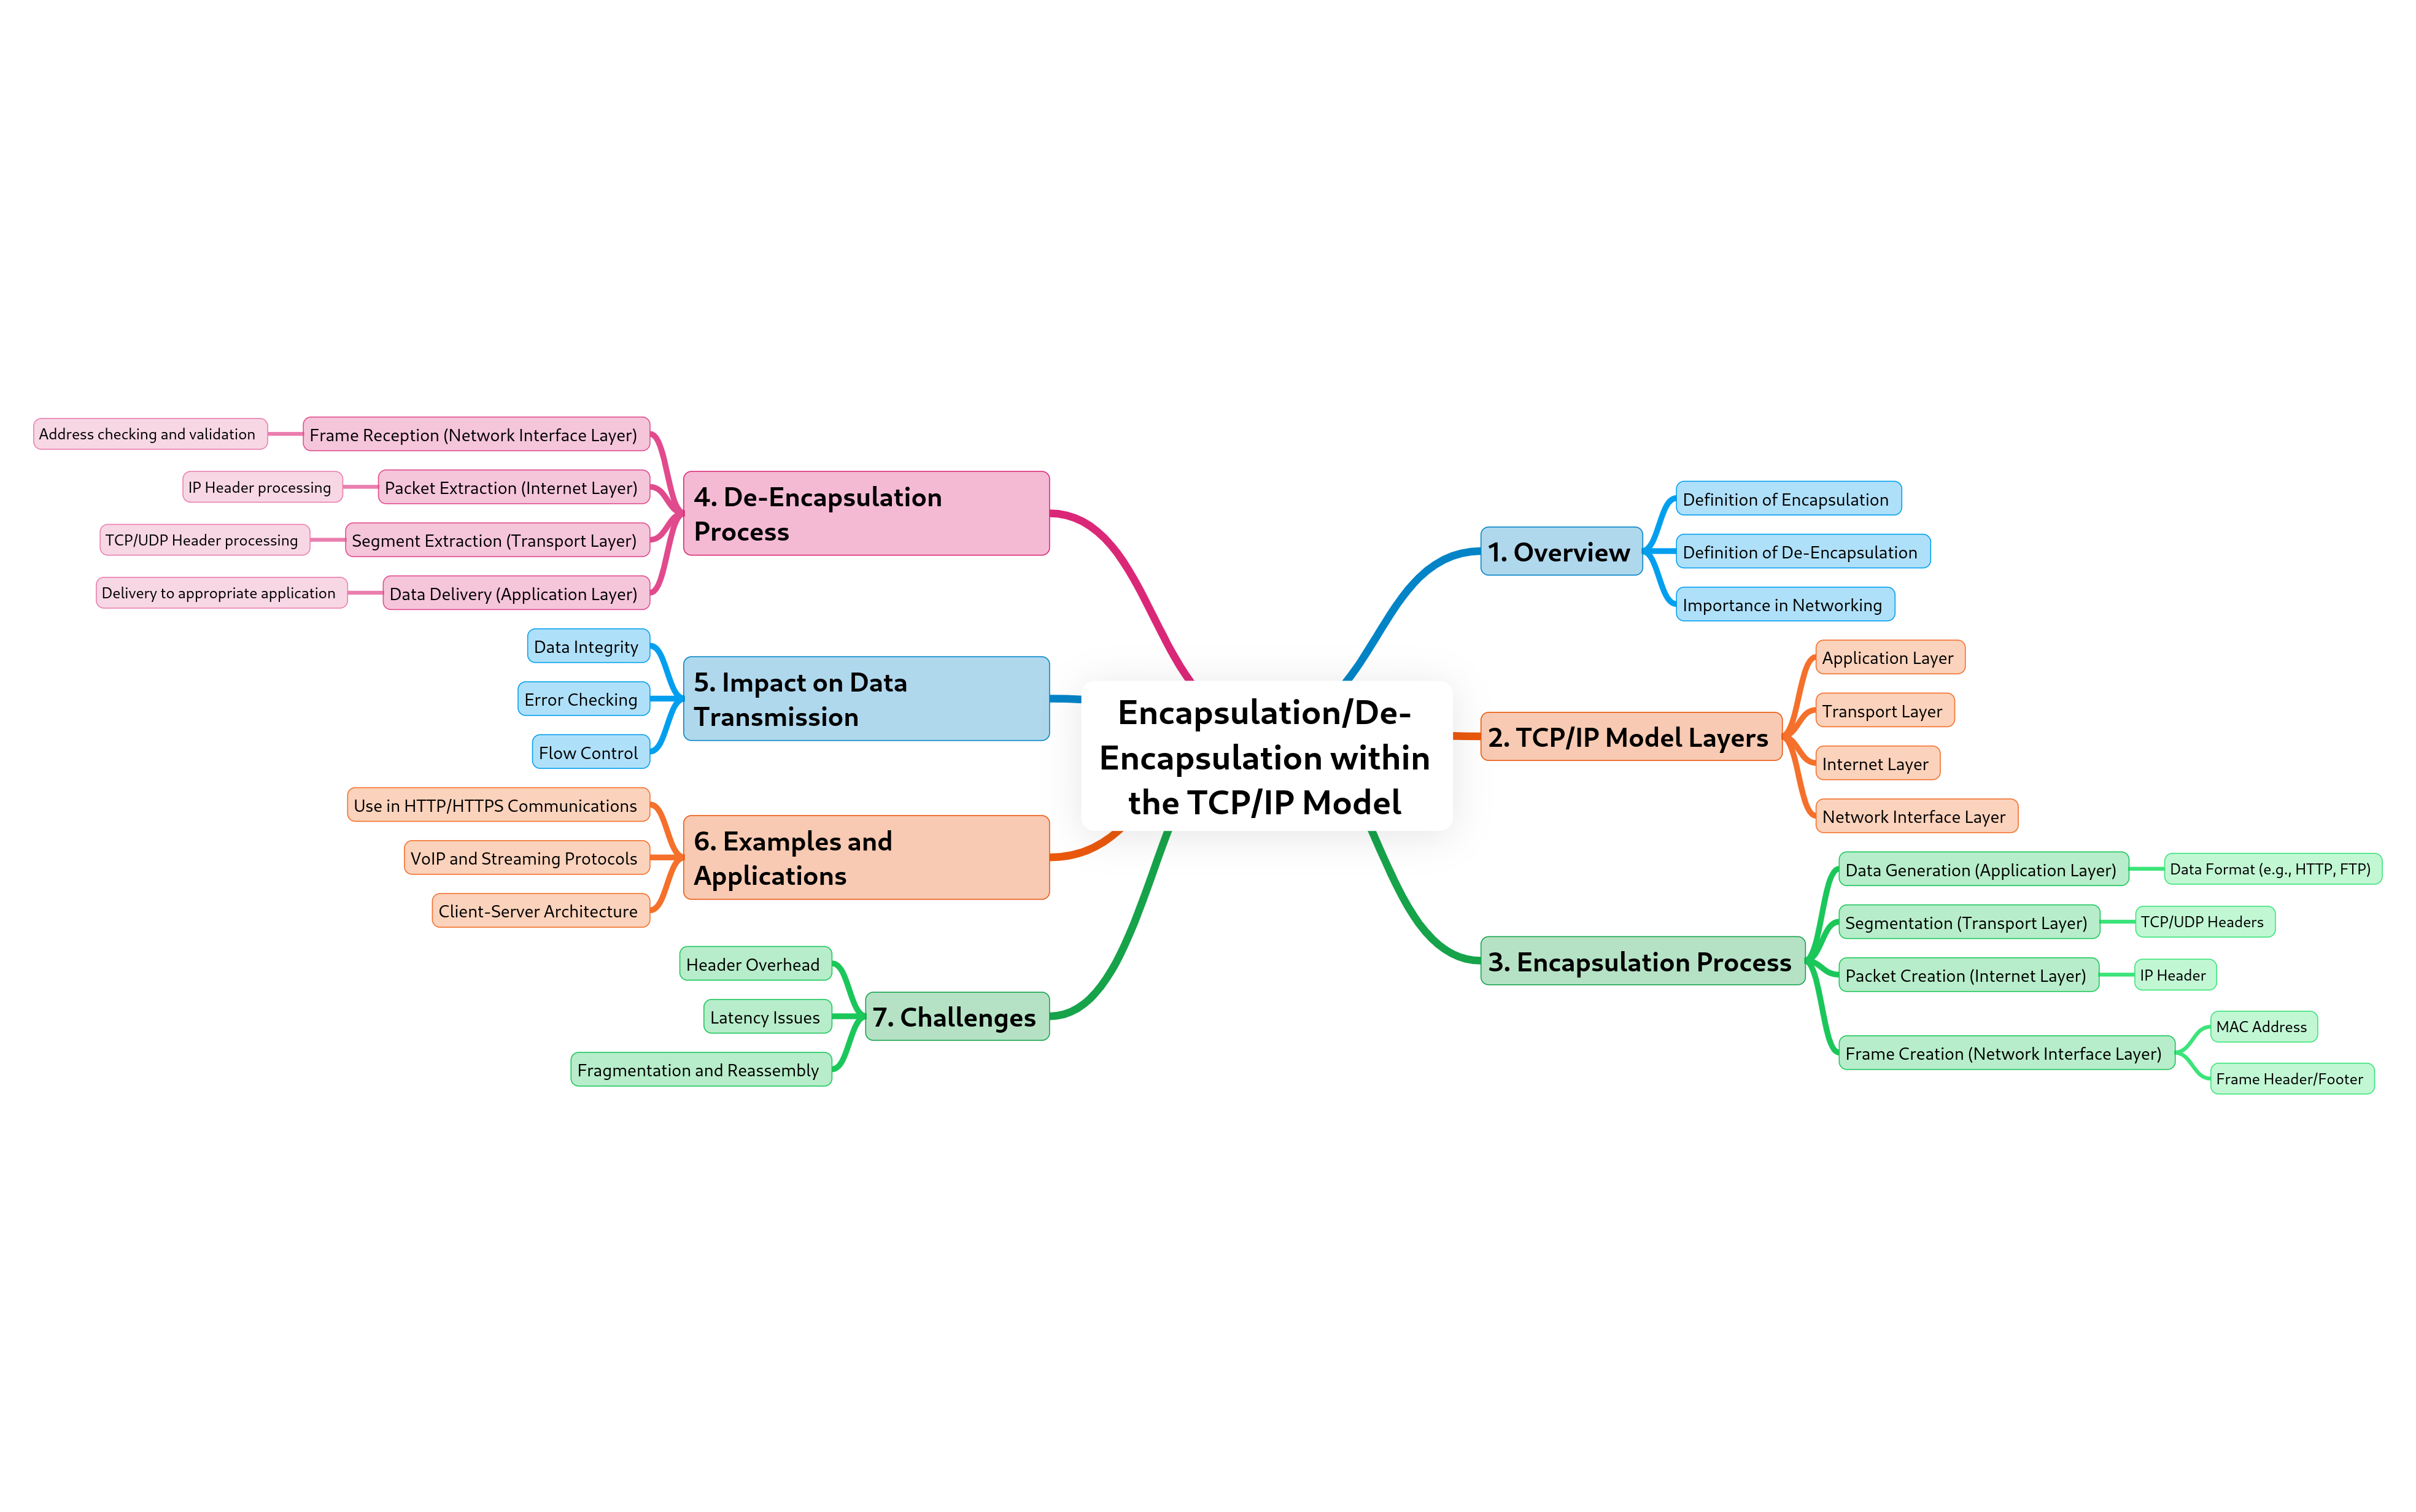 Encapsulation/De-
Encapsulation within
the TCP/IP Model
1. Overview
Definition of Encapsulation
Definition of De-Encapsulation
Importance in Networking
2. TCP/IP Model Layers
Application Layer
Transport Layer
Internet Layer
Network Interface Layer
3. Encapsulation Process
Data Generation (Application Layer)
Data Format (e.g., HTTP, FTP)
Segmentation (Transport Layer)
TCP/UDP Headers
Packet Creation (Internet Layer)
IP Header
Frame Creation (Network Interface Layer)
MAC Address
Frame Header/Footer
4. De-Encapsulation
Process
Frame Reception (Network Interface Layer)
Address checking and validation
Packet Extraction (Internet Layer)
IP Header processing
Segment Extraction (Transport Layer)
TCP/UDP Header processing
Data Delivery (Application Layer)
Delivery to appropriate application
5. Impact on Data
Transmission
Data Integrity
Error Checking
Flow Control
6. Examples and
Applications
Use in HTTP/HTTPS Communications
VoIP and Streaming Protocols
Client-Server Architecture
7. Challenges
Header Overhead
Latency Issues
Fragmentation and Reassembly